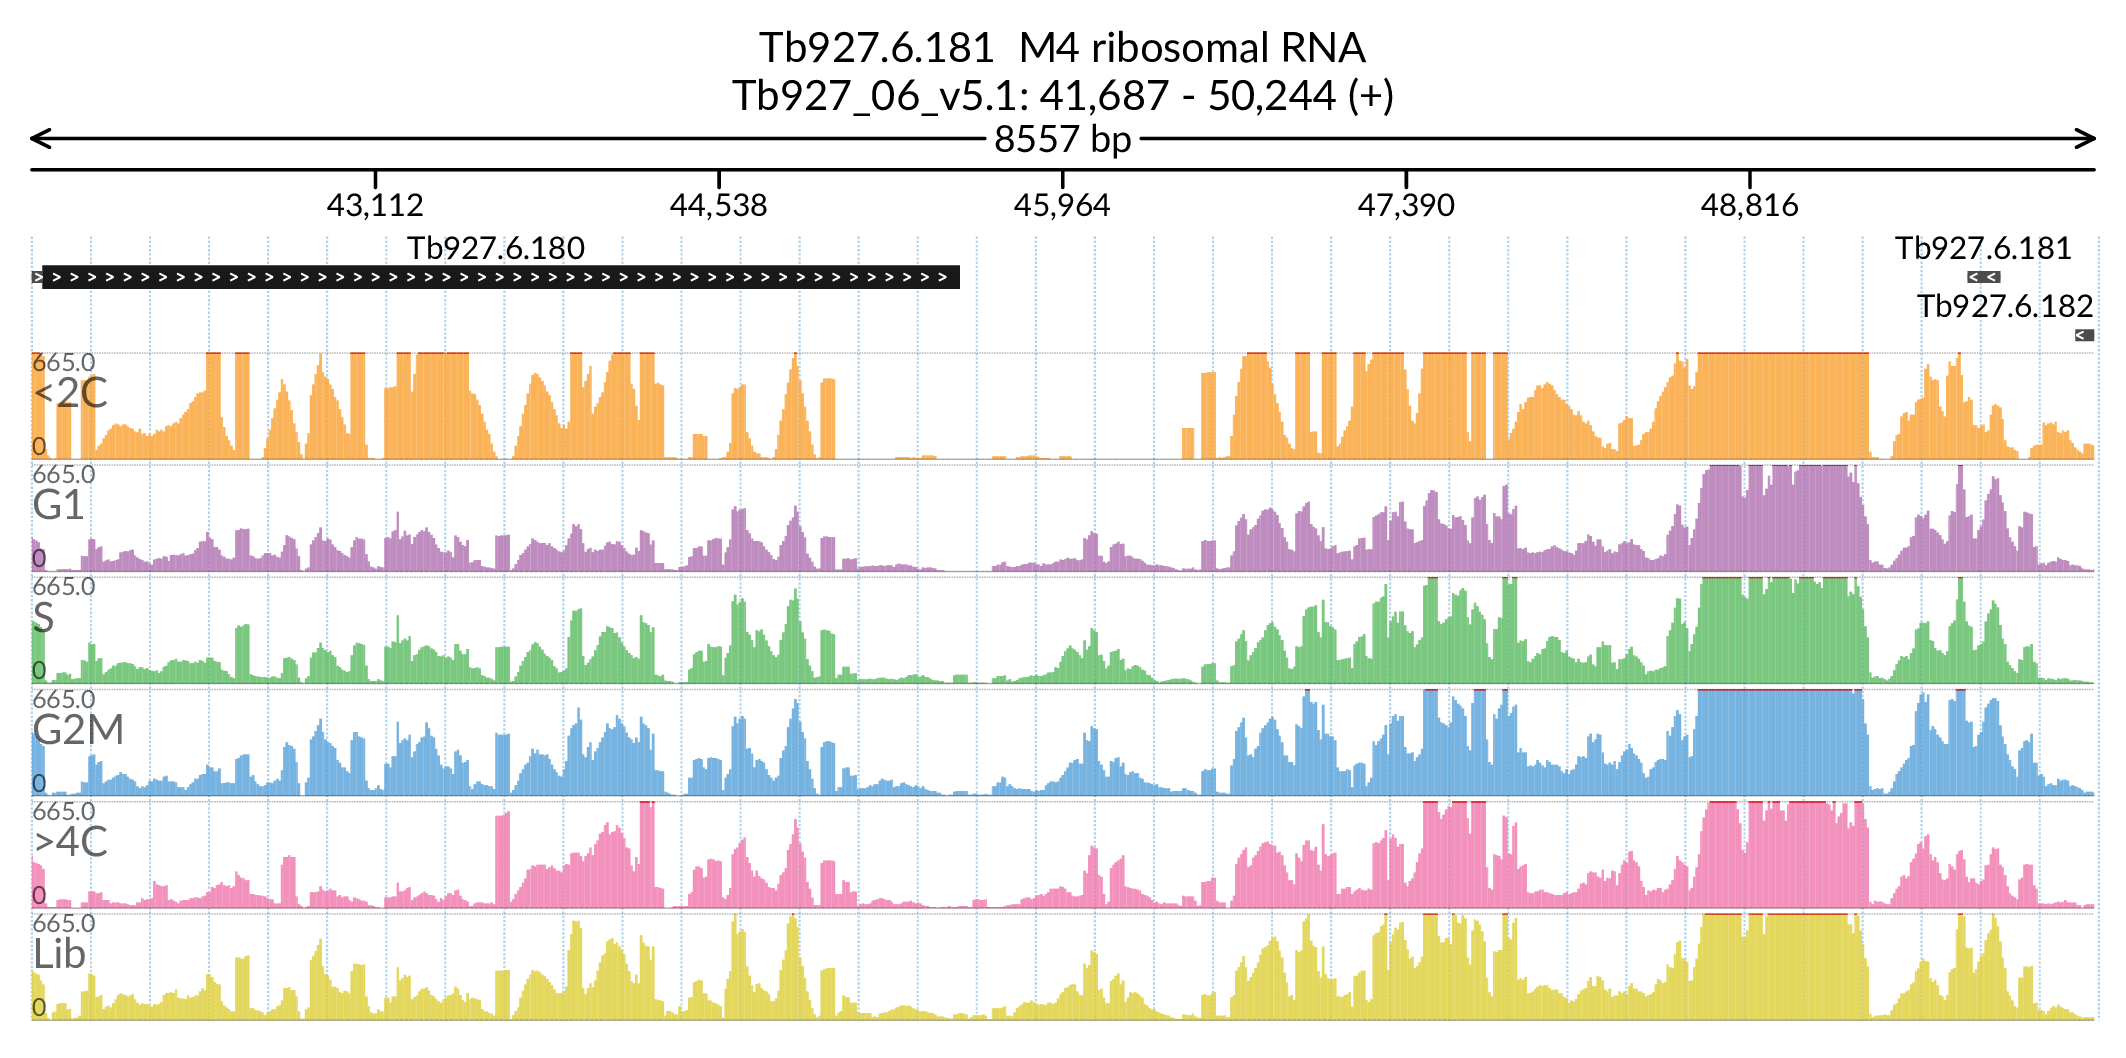 Tb927.6.181  M4 ribosomal RNA
Tb927_06_v5.1: 41,687 - 50,244 (+)
8557 bp
43,112 44,538 45,964 47,390 48,816
Tb927.6.180 Tb927.6.181
Tb927.6.182
665.0
<2C
0
665.0
G1
0
665.0
S
0
665.0
G2M
0
665.0
>4C
0
665.0
Lib
0